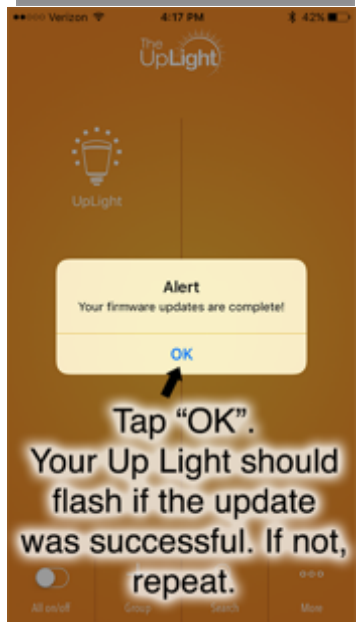 ●●○○○ Verizon 4:17 PM 42%
The
UpLight
UpLight
Alert
Your firmware updates are complete!
OK
Tap “OK”.
Your Up Light should
flash if the update
was successful. If not,
repeat.
All on/off Group Search More